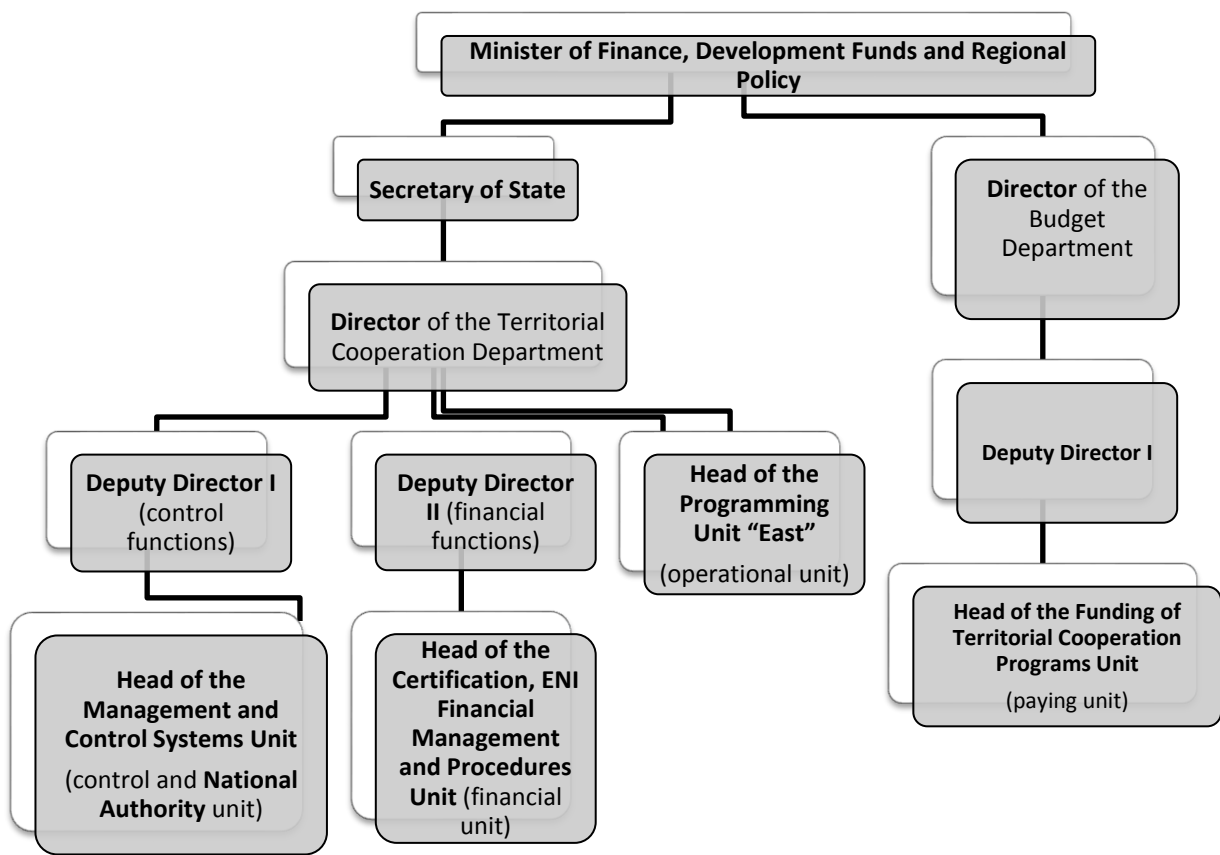 Minister of Finance, Development Funds and Regional
Policy
Secretary of State
Director of the
Budget
Department
Director of the Territorial
Cooperation Department
Deputy Director I
Deputy Director I
(control
functions)
Deputy Director
II (financial
functions)
Head of the
Programming
Unit “East”
(operational unit)
Head of the Funding of
Territorial Cooperation
Programs Unit
(paying unit)
Head of the
Management and
Control Systems Unit
(control and National
Authority unit)
Head of the
Certification, ENI
Financial
Management
and Procedures
Unit (financial
unit)